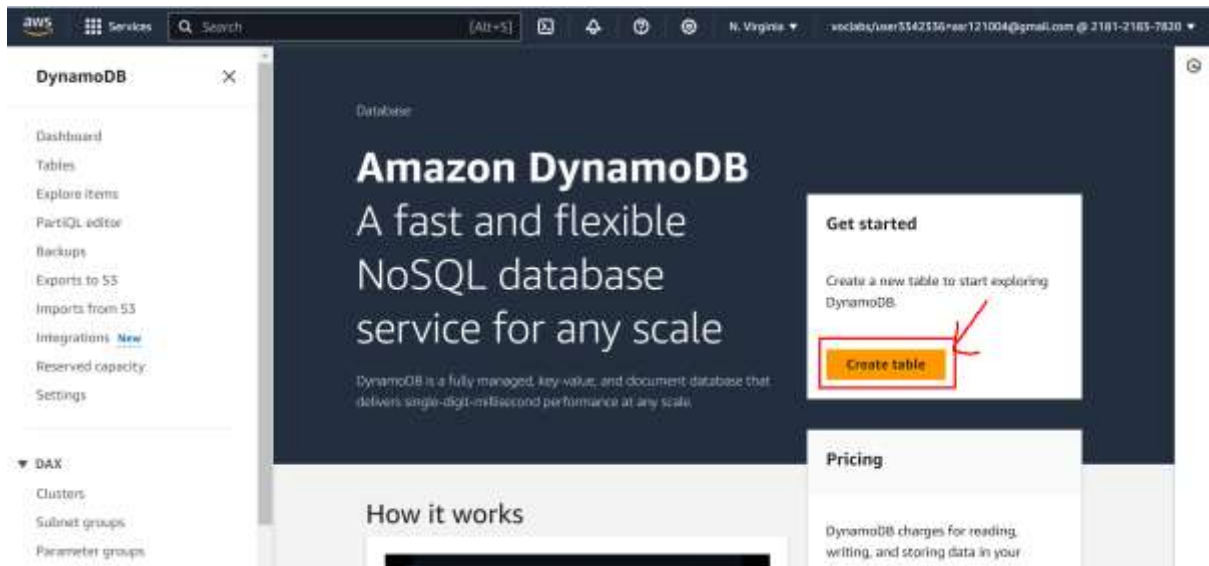 aws Services Search [Alt+S] N. Virginia
DynamoDB
Dashboard
Tables
Explore items
PartiQL editor
Backups
Exports to S3
Imports from S3
Integrations New
Reserved capacity
Settings
DAX
Clusters
Subnet groups
Parameter groups
Database
Amazon DynamoDB
A fast and flexible
NoSQL database
service for any scale
DynamoDB is a fully managed, key-value, and document database that
delivers single-digit-millisecond performance at any scale.
Get started
Create a new table to start exploring
DynamoDB.
Create table
Pricing
DynamoDB charges for reading,
writing, and storing data in your
How it works